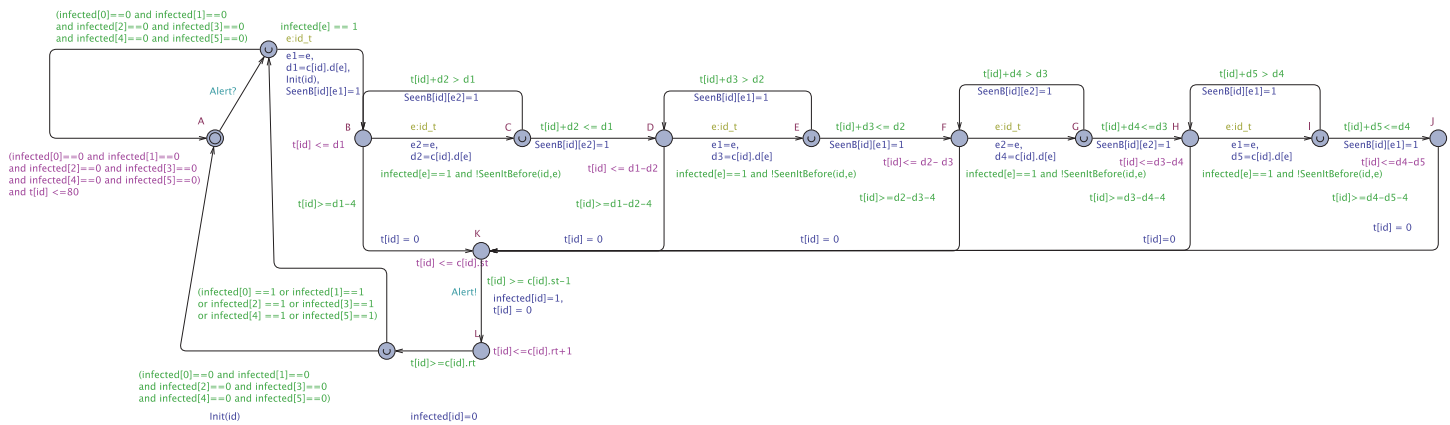 (infected[0]==0 and infected[1]==0
and infected[2]==0 and infected[3]==0
and infected[4]==0 and infected[5]==0)
infected[e] == 1
e:id_t
e1=e,
d1=c[id].d[e],
Init(id),
SeenB[id][e1]=1
Alert?
A
(infected[0]==0 and infected[1]==0
and infected[2]==0 and infected[3]==0
and infected[4]==0 and infected[5]==0)
and t[id] <=80
B
t[id] <= d1
t[id]+d2 > d1
SeenB[id][e2]=1
e:id_t
e2=e,
d2=c[id].d[e]
infected[e]==1 and !SeenItBefore(id,e)
t[id]>=d1-4
t[id] = 0
C
t[id]+d2 <= d1
SeenB[id][e2]=1
D
t[id] <= d1-d2
t[id]+d3 > d2
SeenB[id][e1]=1
e:id_t
e1=e,
d3=c[id].d[e]
infected[e]==1 and !SeenItBefore(id,e)
t[id]>=d1-d2-4
t[id] = 0
E
t[id]+d3<= d2
SeenB[id][e1]=1
F
t[id]<= d2- d3
t[id]+d4 > d3
SeenB[id][e2]=1
e:id_t
e2=e,
d4=c[id].d[e]
infected[e]==1 and !SeenItBefore(id,e)
t[id]>=d2-d3-4
t[id] = 0
G
t[id]+d4<=d3
SeenB[id][e2]=1
H
t[id]<=d3-d4
t[id]+d5 > d4
SeenB[id][e1]=1
e:id_t
e1=e,
d5=c[id].d[e]
infected[e]==1 and !SeenItBefore(id,e)
t[id]>=d3-d4-4
t[id]=0
I
t[id]+d5<=d4
SeenB[id][e1]=1
J
t[id]<=d4-d5
t[id]>=d4-d5-4
t[id] = 0
K
t[id] <= c[id].st
t[id] >= c[id].st-1
Alert!
infected[id]=1,
t[id] = 0
L
t[id]<=c[id].rt+1
t[id]>=c[id].rt
(infected[0] ==1 or infected[1]==1
or infected[2] ==1 or infected[3]==1
or infected[4] ==1 or infected[5]==1)
(infected[0]==0 and infected[1]==0
and infected[2]==0 and infected[3]==0
and infected[4]==0 and infected[5]==0)
Init(id)
infected[id]=0